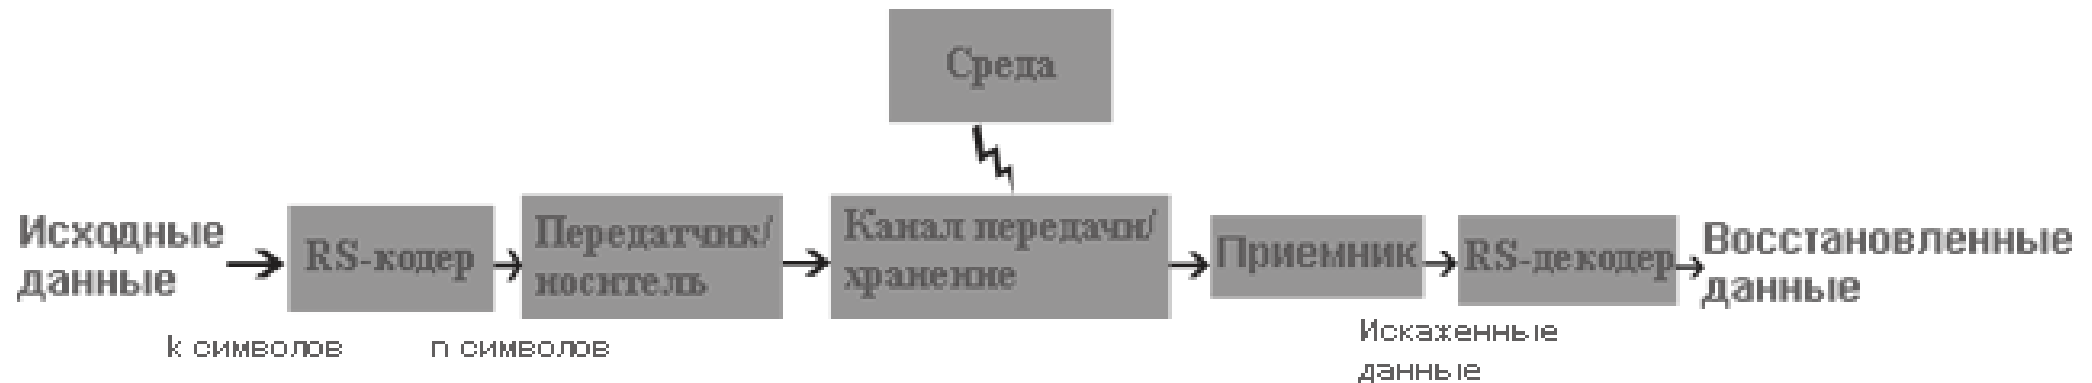 Среда
Исходные
данные
RS-кодер
Передатчик/
носитель
Канал передачи/
хранение
Приемник
RS-декодер
Восстановленные
данные
k символов
n символов
Искаженные
данные